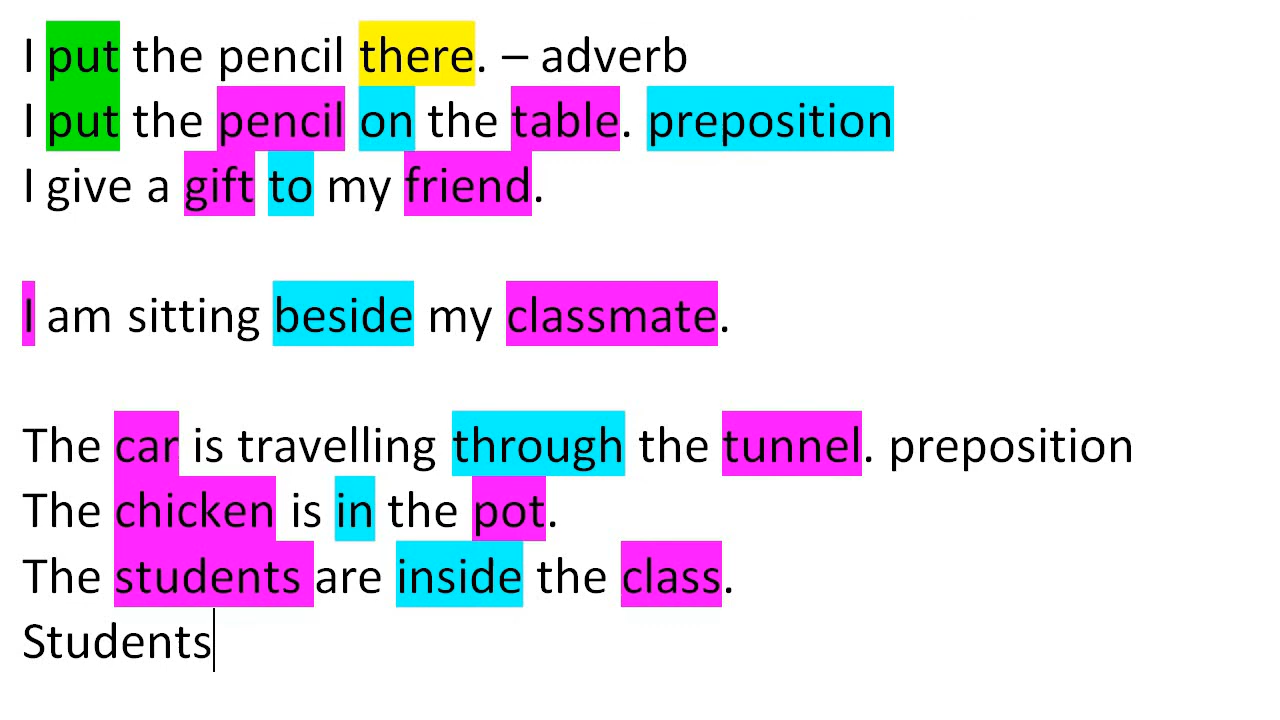 I put the pencil there. – adverb
I put the pencil on the table. preposition
I give a gift to my friend.
I am sitting beside my classmate.
The car is travelling through the tunnel. preposition
The chicken is in the pot.
The students are inside the class.
Students